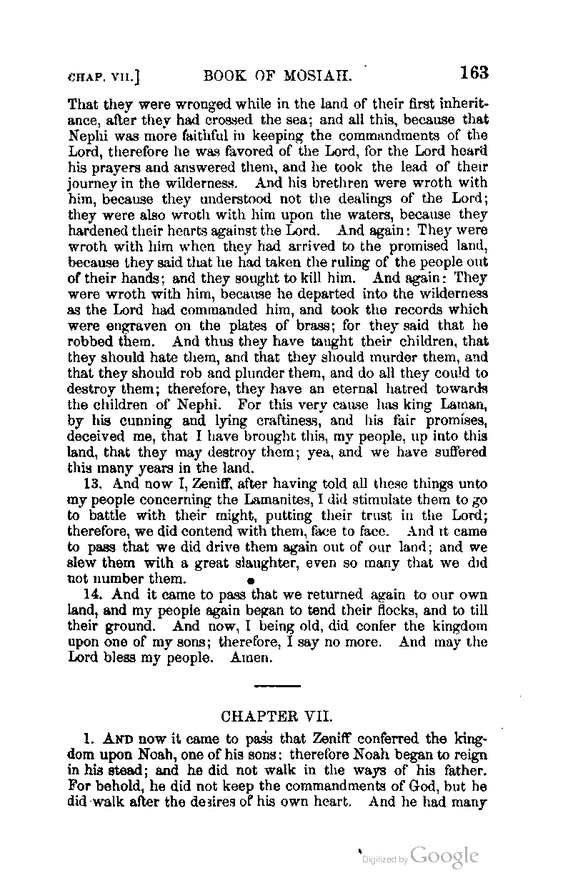 CHAP. VII.] BOOK OF MOSIAH. 163
That they were wronged while in the land of their first inherit-
ance, after they had crossed the sea; and all this, because that
Nephi was more faithful in keeping the commandments of the
Lord, therefore he was favored of the Lord, for the Lord heard
his prayers and answered them, and he took the lead of their
journey in the wilderness. And his brethren were wroth with
him, because they understood not the dealings of the Lord;
they were also wroth with him upon the waters, because they
hardened their hearts against the Lord. And again: They were
wroth with him when they had arrived to the promised land,
because they said that he had taken the ruling of the people out
of their hands; and they sought to kill him. And again: They
were wroth with him, because he departed into the wilderness
as the Lord had commanded him, and took the records which
were engraven on the plates of brass; for they said that he
robbed them. And thus they have taught their children, that
they should hate them, and that they should murder them, and
that they should rob and plunder them, and do all they could to
destroy them; therefore, they have an eternal hatred towards
the children of Nephi. For this very cause has king Laman,
by his cunning and lying craftiness, and his fair promises,
deceived me, that I have brought this, my people, up into this
land, that they may destroy them; yea, and we have suffered
this many years in the land.
13. And now I, Zeniff, after having told all these things unto
my people concerning the Lamanites, I did stimulate them to go
to battle with their might, putting their trust in the Lord;
therefore, we did contend with them, face to face. And it came
to pass that we did drive them again out of our land; and we
slew them with a great slaughter, even so many that we did
not number them.
14. And it came to pass that we returned again to our own
land, and my people again began to tend their flocks, and to till
their ground. And now, I being old, did confer the kingdom
upon one of my sons; therefore, I say no more. And may the
Lord bless my people. Amen.
CHAPTER VII.
1. AND now it came to pass that Zeniff conferred the king-
dom upon Noah, one of his sons: therefore Noah began to reign
in his stead; and he did not walk in the ways of his father.
For behold, he did not keep the commandments of God, but he
did walk after the desires of his own heart. And he had many
Digitized by Google